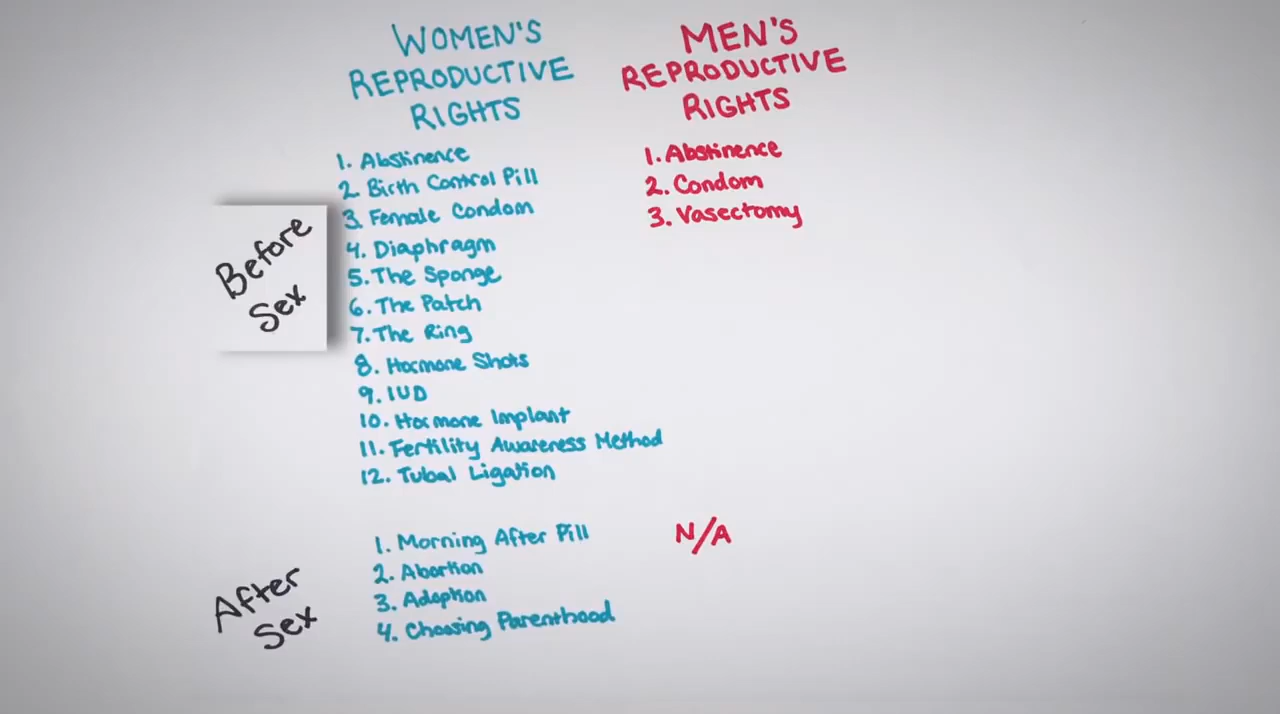 WOMEN'S
REPRODUCTIVE
RIGHTS
1. Abstinence
2. Birth Control Pill
3. Female Condom
4. Diaphragm
5. The Sponge
6. The Patch
7. The Ring
8. Hormone Shots
9. IUD
10. Hormone Implant
11. Fertility Awareness Method
12. Tubal Ligation
MEN'S
REPRODUCTIVE
RIGHTS
1. Abstinence
2. Condom
3. Vasectomy
Before
Sex
After
Sex
1. Morning After Pill
2. Abortion
3. Adoption
4. Choosing Parenthood
N/A